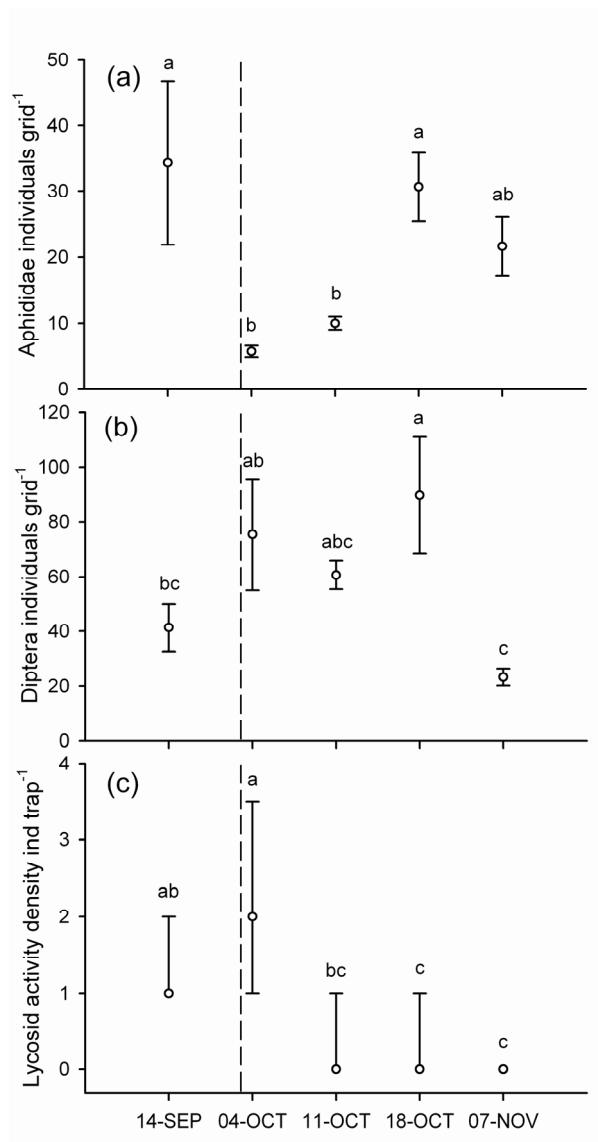 (a)
Aphididae individuals grid⁻¹
50
40
30
20
10
0
a
b
b
a
ab
(b)
Diptera individuals grid⁻¹
120
100
80
60
40
20
0
bc
ab
abc
a
c
(c)
Lycosid activity density ind trap⁻¹
4
3
2
1
0
ab
a
bc
c
c
14-SEP 04-OCT 11-OCT 18-OCT 07-NOV